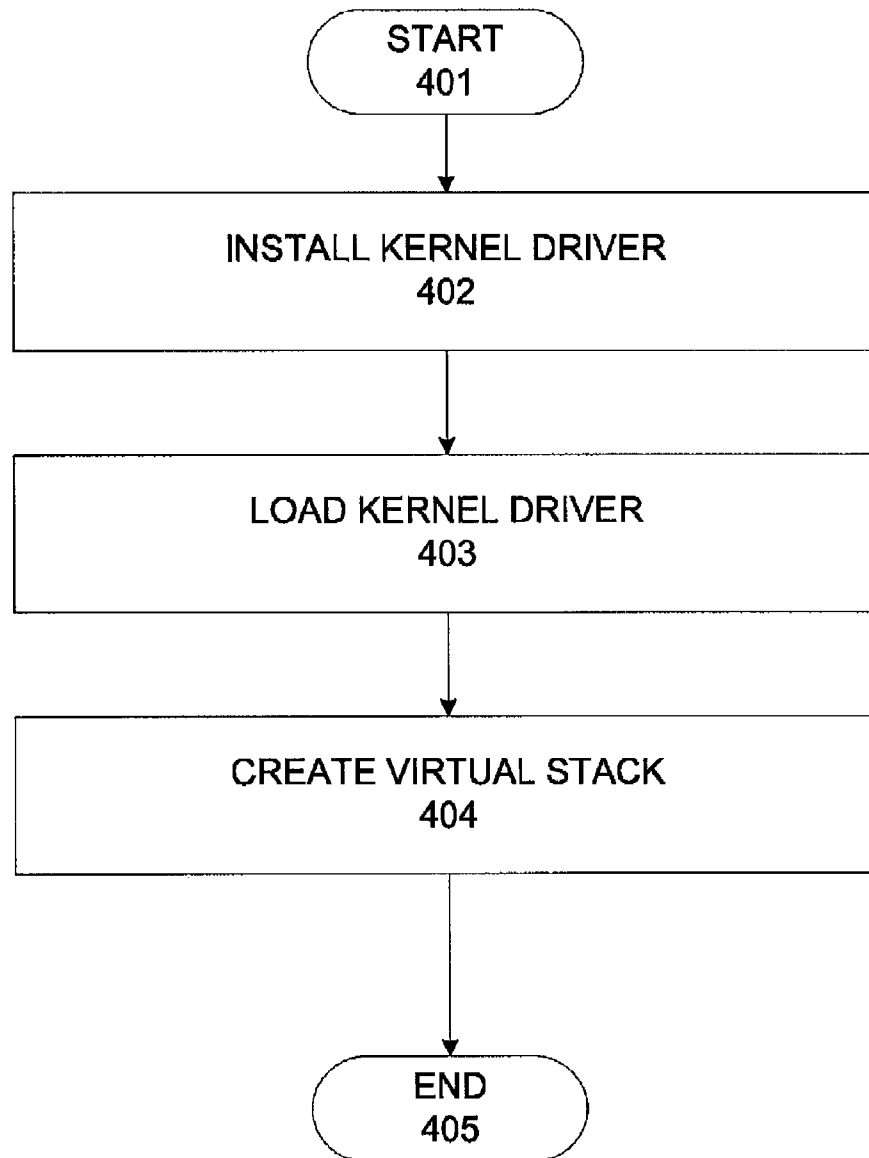 START
401
INSTALL KERNEL DRIVER
402
LOAD KERNEL DRIVER
403
CREATE VIRTUAL STACK
404
END
405